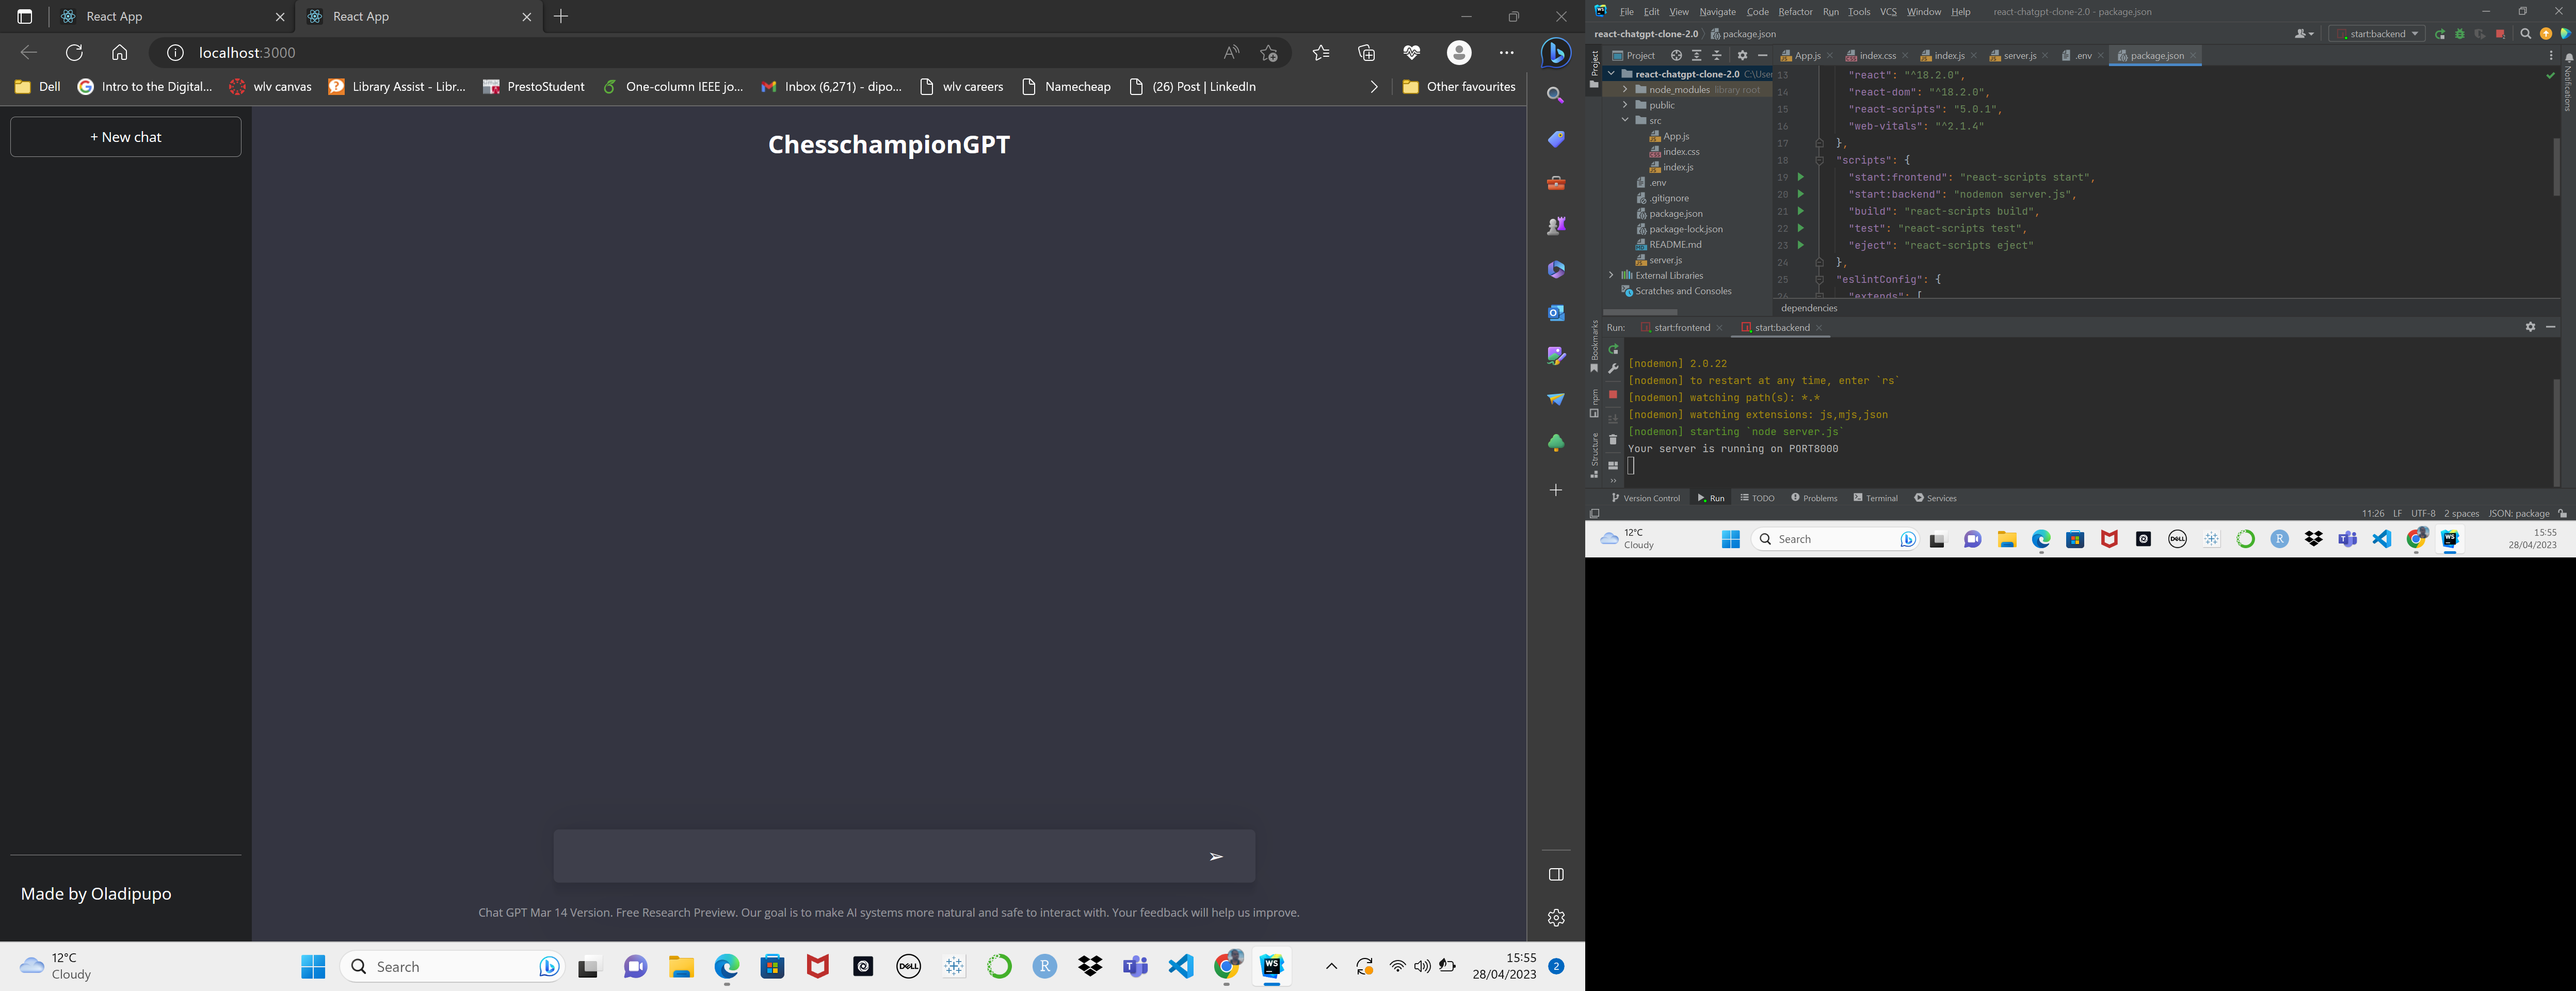 React App
React App
localhost:3000
Dell
Intro to the Digital...
wlv canvas
Library Assist - Libr...
PrestoStudent
One-column IEEE jo...
Inbox (6,271) - dipo...
wlv careers
Namecheap
(26) Post | LinkedIn
Other favourites
+ New chat
ChesschampionGPT
Made by Oladipupo
Chat GPT Mar 14 Version. Free Research Preview. Our goal is to make AI systems more natural and safe to interact with. Your feedback will help us improve.
12°C
Cloudy
Search
DELL
R
WS
15:55
28/04/2023
2
WS File Edit View Navigate Code Refactor Run Tools VCS Window Help react-chatgpt-clone-2.0 - package.json
react-chatgpt-clone-2.0 package.json
start:backend
Project
Project
App.js
index.css
index.js
server.js
.env
package.json
Notifications
react-chatgpt-clone-2.0 C:\User
node_modules library root
public
src
App.js
index.css
index.js
.env
.gitignore
package.json
package-lock.json
README.md
server.js
External Libraries
Scratches and Consoles
13 "react": "^18.2.0",
14 "react-dom": "^18.2.0",
15 "react-scripts": "5.0.1",
16 "web-vitals": "^2.1.4"
17 },
18 "scripts": {
19 "start:frontend": "react-scripts start",
20 "start:backend": "nodemon server.js",
21 "build": "react-scripts build",
22 "test": "react-scripts test",
23 "eject": "react-scripts eject"
24 },
25 "eslintConfig": {
26 "extends": [
dependencies
Bookmarks
npm
Structure
Run: start:frontend start:backend
[nodemon] 2.0.22
[nodemon] to restart at any time, enter `rs`
[nodemon] watching path(s): *.*
[nodemon] watching extensions: js,mjs,json
[nodemon] starting `node server.js`
Your server is running on PORT8000
Version Control Run TODO Problems Terminal Services
11:26 LF UTF-8 2 spaces JSON: package
12°C
Cloudy
Search
DELL
R
WS
15:55
28/04/2023